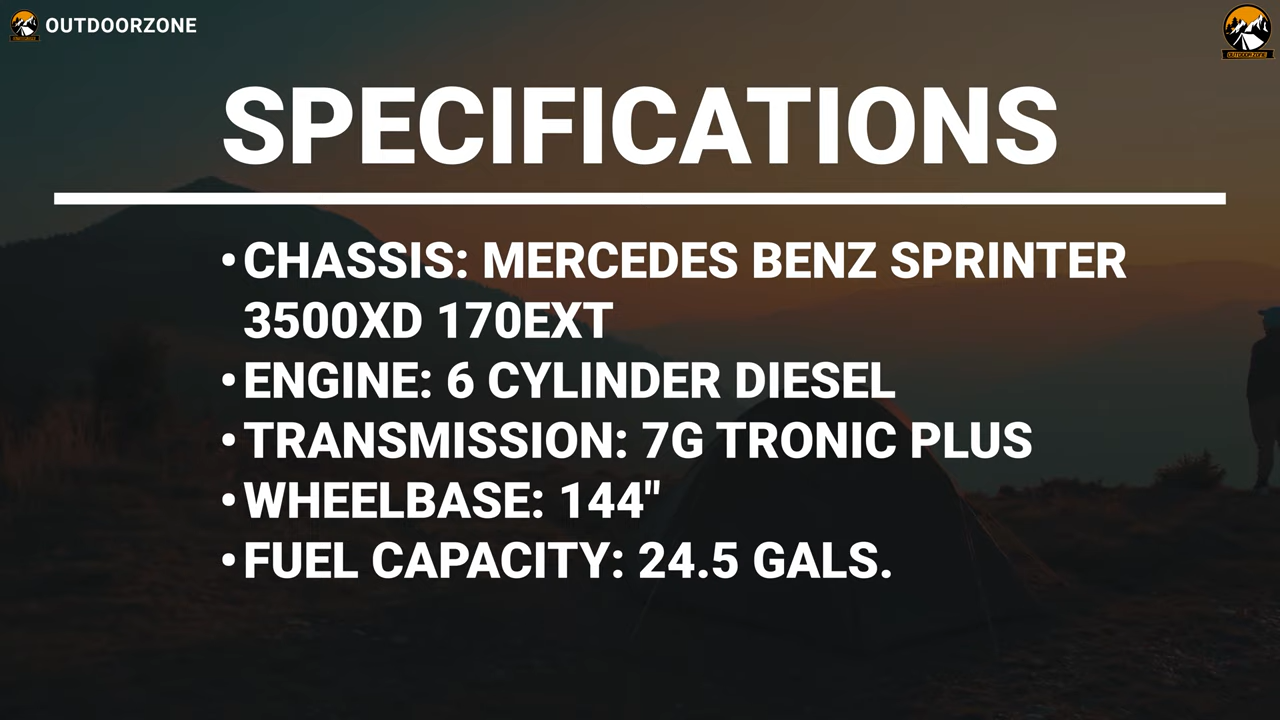 OUTDOORZONE
OUTDOORZONE
SPECIFICATIONS
• CHASSIS: MERCEDES BENZ SPRINTER
3500XD 170EXT
• ENGINE: 6 CYLINDER DIESEL
• TRANSMISSION: 7G TRONIC PLUS
• WHEELBASE: 144"
• FUEL CAPACITY: 24.5 GALS.